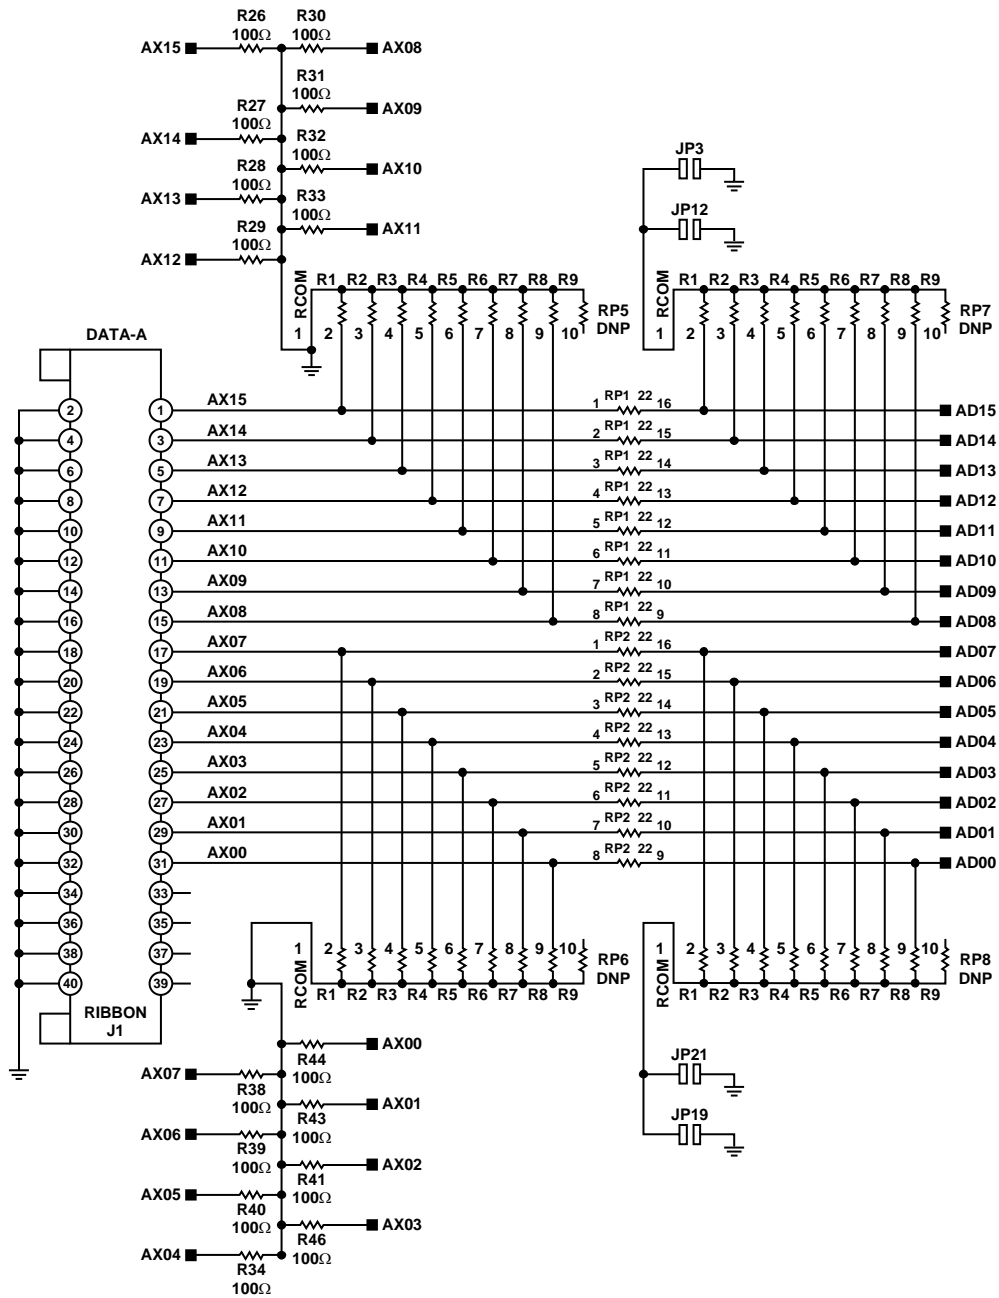 R26 R30
100Ω 100Ω
AX15 AX08
R31
100Ω
AX09
R27
100Ω
AX14
R32
100Ω
AX10
R28
100Ω
AX13
R33
100Ω
AX11
R29
100Ω
AX12
JP3
JP12
RCOM
1
R1 R2 R3 R4 R5 R6 R7 R8 R9
2 3 4 5 6 7 8 9 10
RP5
DNP
RCOM
1
R1 R2 R3 R4 R5 R6 R7 R8 R9
2 3 4 5 6 7 8 9 10
RP7
DNP
DATA-A
2 1 AX15 1 RP1 22 16 AD15
4 3 AX14 2 RP1 22 15 AD14
6 5 AX13 3 RP1 22 14 AD13
8 7 AX12 4 RP1 22 13 AD12
10 9 AX11 5 RP1 22 12 AD11
12 11 AX10 6 RP1 22 11 AD10
14 13 AX09 7 RP1 22 10 AD09
16 15 AX08 8 RP1 22 9 AD08
18 17 AX07 1 RP2 22 16 AD07
20 19 AX06 2 RP2 22 15 AD06
22 21 AX05 3 RP2 22 14 AD05
24 23 AX04 4 RP2 22 13 AD04
26 25 AX03 5 RP2 22 12 AD03
28 27 AX02 6 RP2 22 11 AD02
30 29 AX01 7 RP2 22 10 AD01
32 31 AX00 8 RP2 22 9 AD00
34 33
36 35
38 37
40 39
RIBBON
J1
RCOM
1
2 3 4 5 6 7 8 9 10
R1 R2 R3 R4 R5 R6 R7 R8 R9
RP6
DNP
RCOM
1
2 3 4 5 6 7 8 9 10
R1 R2 R3 R4 R5 R6 R7 R8 R9
RP8
DNP
AX00
R44
100Ω
AX07
R38
100Ω
AX01
R43
100Ω
AX06
R39
100Ω
AX02
R41
100Ω
AX05
R40
100Ω
AX03
R46
100Ω
AX04
R34
100Ω
JP21
JP19